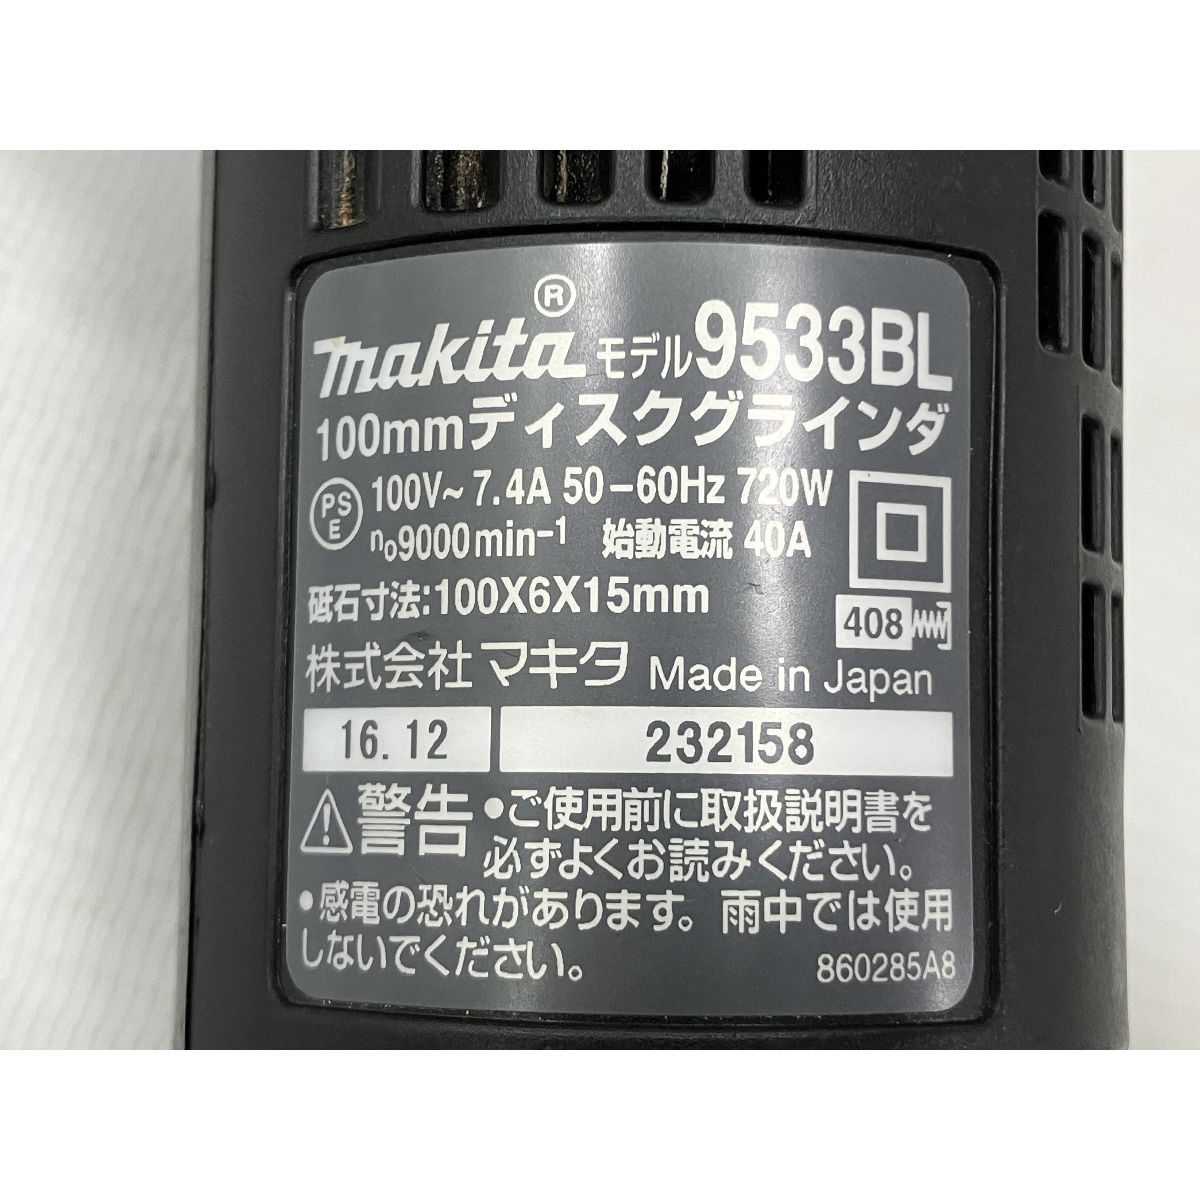 makita® モデル9533BL
100mmディスクグラインダ
PSE 100V~ 7.4A 50-60Hz 720W
n₀9000min⁻¹ 始動電流 40A
砥石寸法:100X6X15mm
408
株式会社 マキタ Made in Japan
16.12 232158
警告 •ご使用前に取扱説明書を
必ずよくお読みください。
•感電の恐れがあります。雨中では使用
しないでください。 860285A8